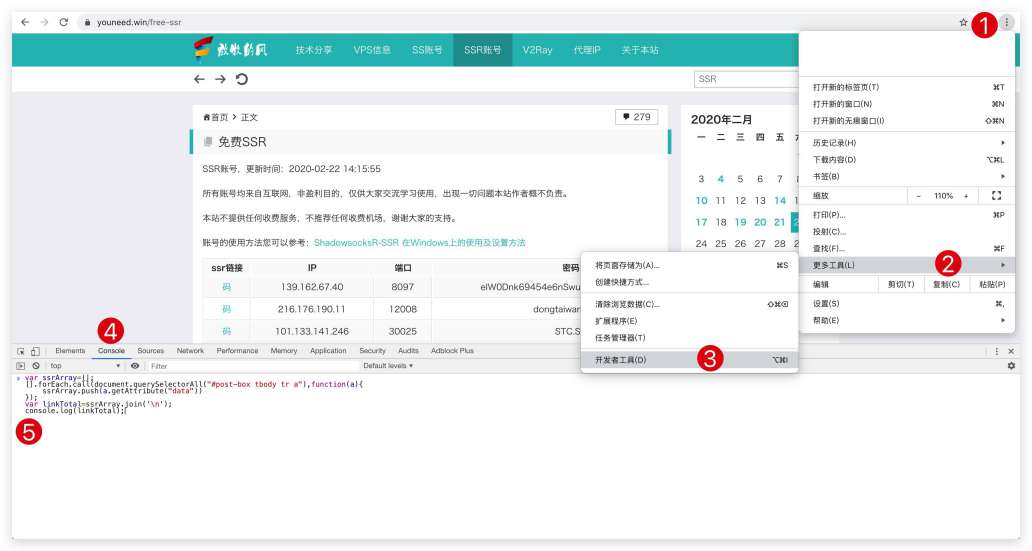 youneed.win/free-ssr
1
技术分享 VPS信息 SS账号 SSR账号 V2Ray 代理IP 关于本站
SSR
首页 > 正文
279
免费SSR
SSR账号，更新时间：2020-02-22 14:15:55
所有账号均来自互联网，非盈利目的，仅供大家交流学习使用，出现一切问题本站作者概不负责。
本站不提供任何收费服务，不推荐任何收费机场，谢谢大家的支持。
账号的使用方法您可以参考：ShadowsocksR-SSR 在Windows上的使用及设置方法
ssr链接 IP 端口 密码
码 139.162.67.40 8097 elW0Dnk69454e6nSwu
码 216.176.190.11 12008 dongtaiwan
码 101.133.141.246 30025 STC.S
2020年二月
一 二 三 四 五
3 4 5 6 7
10 11 12 13 14
17 18 19 20 21
24 25 26 27 28
打开新的标签页(T) ⌘T
打开新的窗口(N) ⌘N
打开新的无痕窗口(I) ⇧⌘N
历史记录(H)
下载内容(D) ⌥⌘L
书签(B)
缩放 - 110% +
打印(P)... ⌘P
投射(C)...
查找(F)... ⌘F
更多工具(L) 2
编辑 剪切(T) 复制(C) 粘贴(P)
设置(S) ⌘,
帮助(E)
将页面存储为(A)... ⌘S
创建快捷方式...
清除浏览数据(C)... ⇧⌘⌫
扩展程序(E)
任务管理器(T)
开发者工具(D) 3 ⌥⌘I
4
Elements Console Sources Network Performance Memory Application Security Audits Adblock Plus
top Filter Default levels ▾
var ssrArray=[];
[].forEach.call(document.querySelectorAll("#post-box tbody tr a"),function(a){
ssrArray.push(a.getAttribute("data"))
});
var linkTotal=ssrArray.join('\n');
console.log(linkTotal);
5